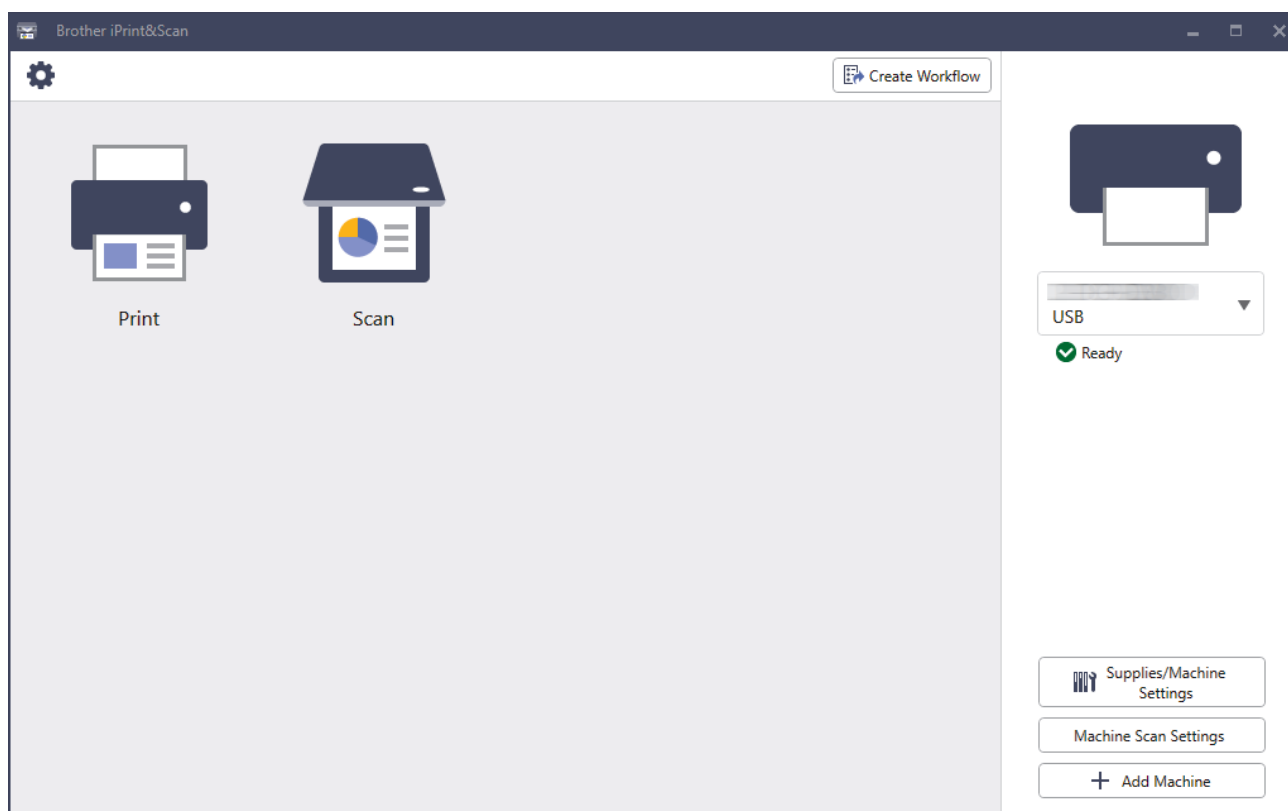 Brother iPrint&Scan
Create Workflow
Print
Scan
USB
Ready
Supplies/Machine
Settings
Machine Scan Settings
Add Machine